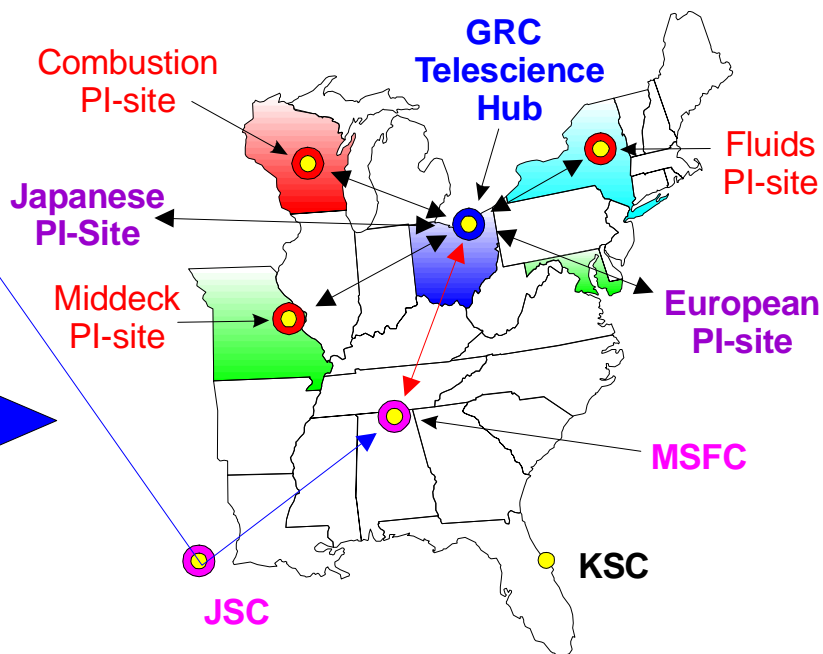 GRC
Telescience
Hub
Combustion
PI-site
Fluids
PI-site
Japanese
PI-Site
Middeck
PI-site
European
PI-site
MSFC
KSC
JSC